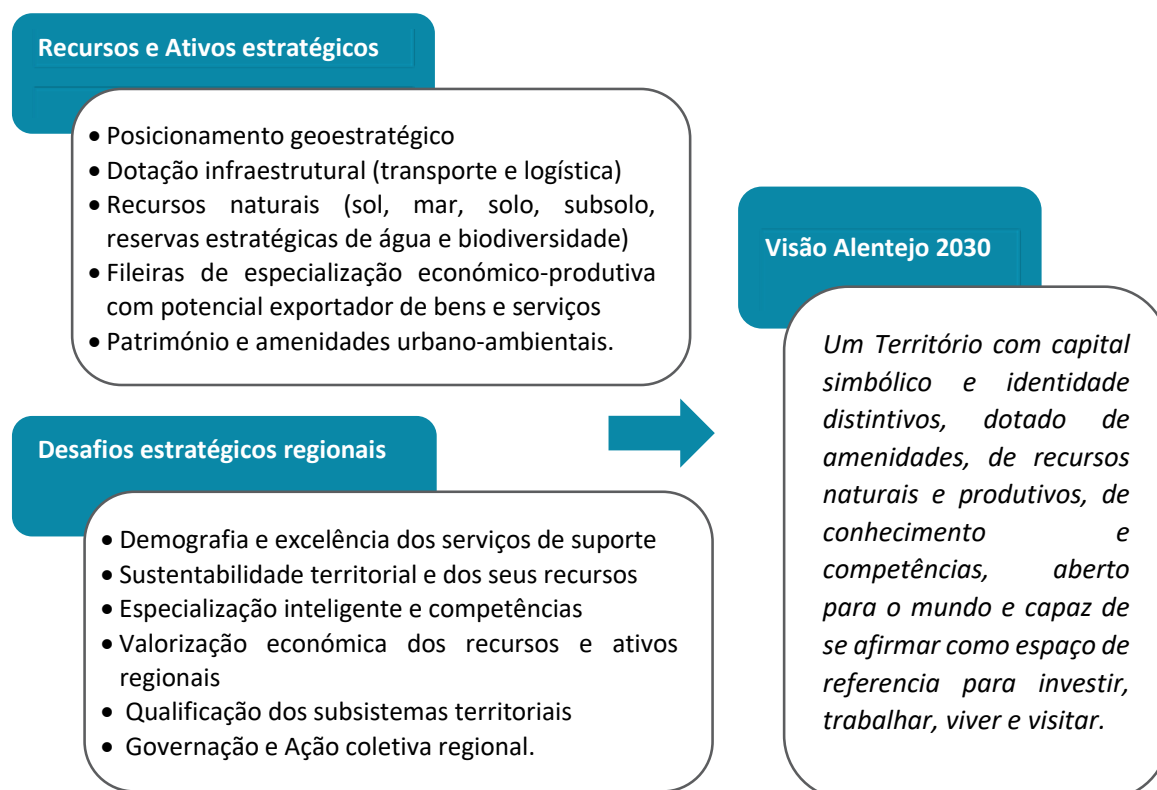 Recursos e Ativos estratégicos
• Posicionamento geoestratégico
• Dotação infraestrutural (transporte e logística)
• Recursos naturais (sol, mar, solo, subsolo,
reservas estratégicas de água e biodiversidade)
• Fileiras de especialização económico-produtiva
com potencial exportador de bens e serviços
• Património e amenidades urbano-ambientais.
Desafios estratégicos regionais
• Demografia e excelência dos serviços de suporte
• Sustentabilidade territorial e dos seus recursos
• Especialização inteligente e competências
• Valorização económica dos recursos e ativos
regionais
• Qualificação dos subsistemas territoriais
• Governação e Ação coletiva regional.
Visão Alentejo 2030
Um Território com capital
simbólico e identidade
distintivos, dotado de
amenidades, de recursos
naturais e produtivos, de
conhecimento e
competências, aberto
para o mundo e capaz de
se afirmar como espaço de
referencia para investir,
trabalhar, viver e visitar.